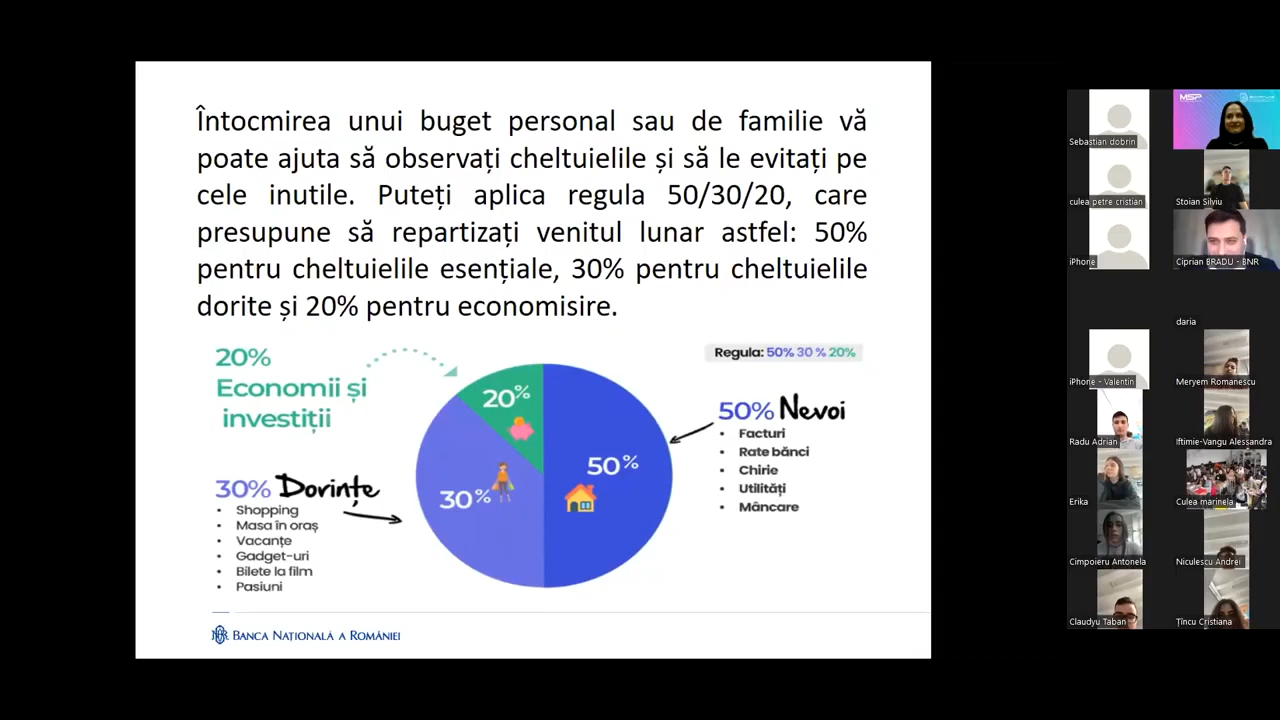 Întocmirea unui buget personal sau de familie vă
poate ajuta să observați cheltuielile și să le evitați pe
cele inutile. Puteți aplica regula 50/30/20, care
presupune să repartizați venitul lunar astfel: 50%
pentru cheltuielile esențiale, 30% pentru cheltuielile
dorite și 20% pentru economisire.
20%
Economii și
investiții
Regula: 50% 30 % 20%
20%
50%
30%
50% Nevoi
• Facturi
• Rate bănci
• Chirie
• Utilități
• Mâncare
30% Dorințe
• Shopping
• Masa în oraș
• Vacanțe
• Gadget-uri
• Bilete la film
• Pasiuni
BANCA NAȚIONALĂ A ROMÂNIEI
MSP
Sebastian dobrin
culea petre cristian
Stoian Silviu
iPhone
Ciprian BRADU - BNR
daria
iPhone - Valentin
Meryem Romanescu
Radu Adrian
Iftimie-Vangu Alessandra
Erika
Culea marinela
Cimpoieru Antonela
Niculescu Andrei
Claudyu Taban
Țîncu Cristiana